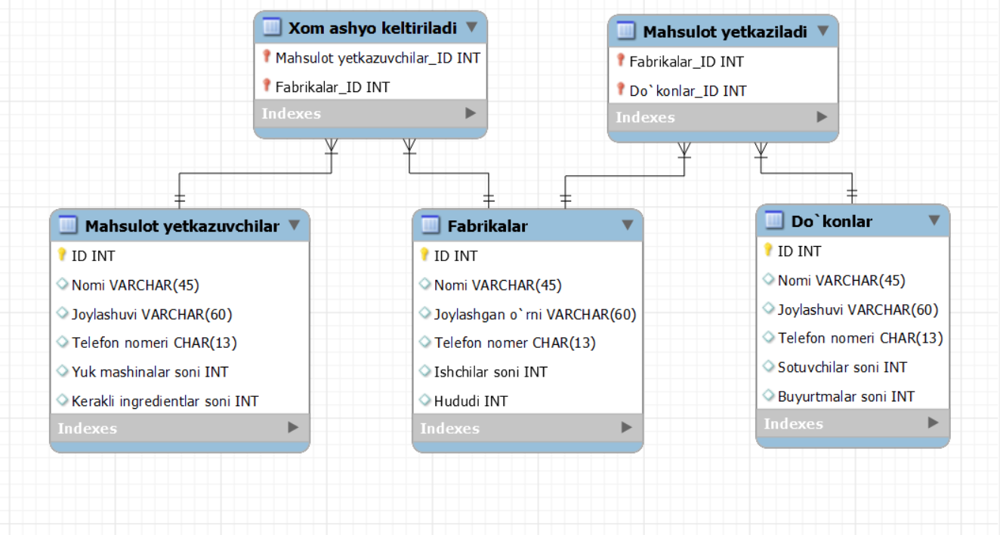 Xom ashyo keltiriladi
Mahsulot yetkazuvchilar_ID INT
Fabrikalar_ID INT
Indexes
Mahsulot yetkaziladi
Fabrikalar_ID INT
Do`konlar_ID INT
Indexes
Mahsulot yetkazuvchilar
ID INT
Nomi VARCHAR(45)
Joylashuvi VARCHAR(60)
Telefon nomeri CHAR(13)
Yuk mashinalar soni INT
Kerakli ingredientlar soni INT
Indexes
Fabrikalar
ID INT
Nomi VARCHAR(45)
Joylashgan o`rni VARCHAR(60)
Telefon nomer CHAR(13)
Ishchilar soni INT
Hududi INT
Indexes
Do`konlar
ID INT
Nomi VARCHAR(45)
Joylashuvi VARCHAR(60)
Telefon nomeri CHAR(13)
Sotuvchilar soni INT
Buyurtmalar soni INT
Indexes